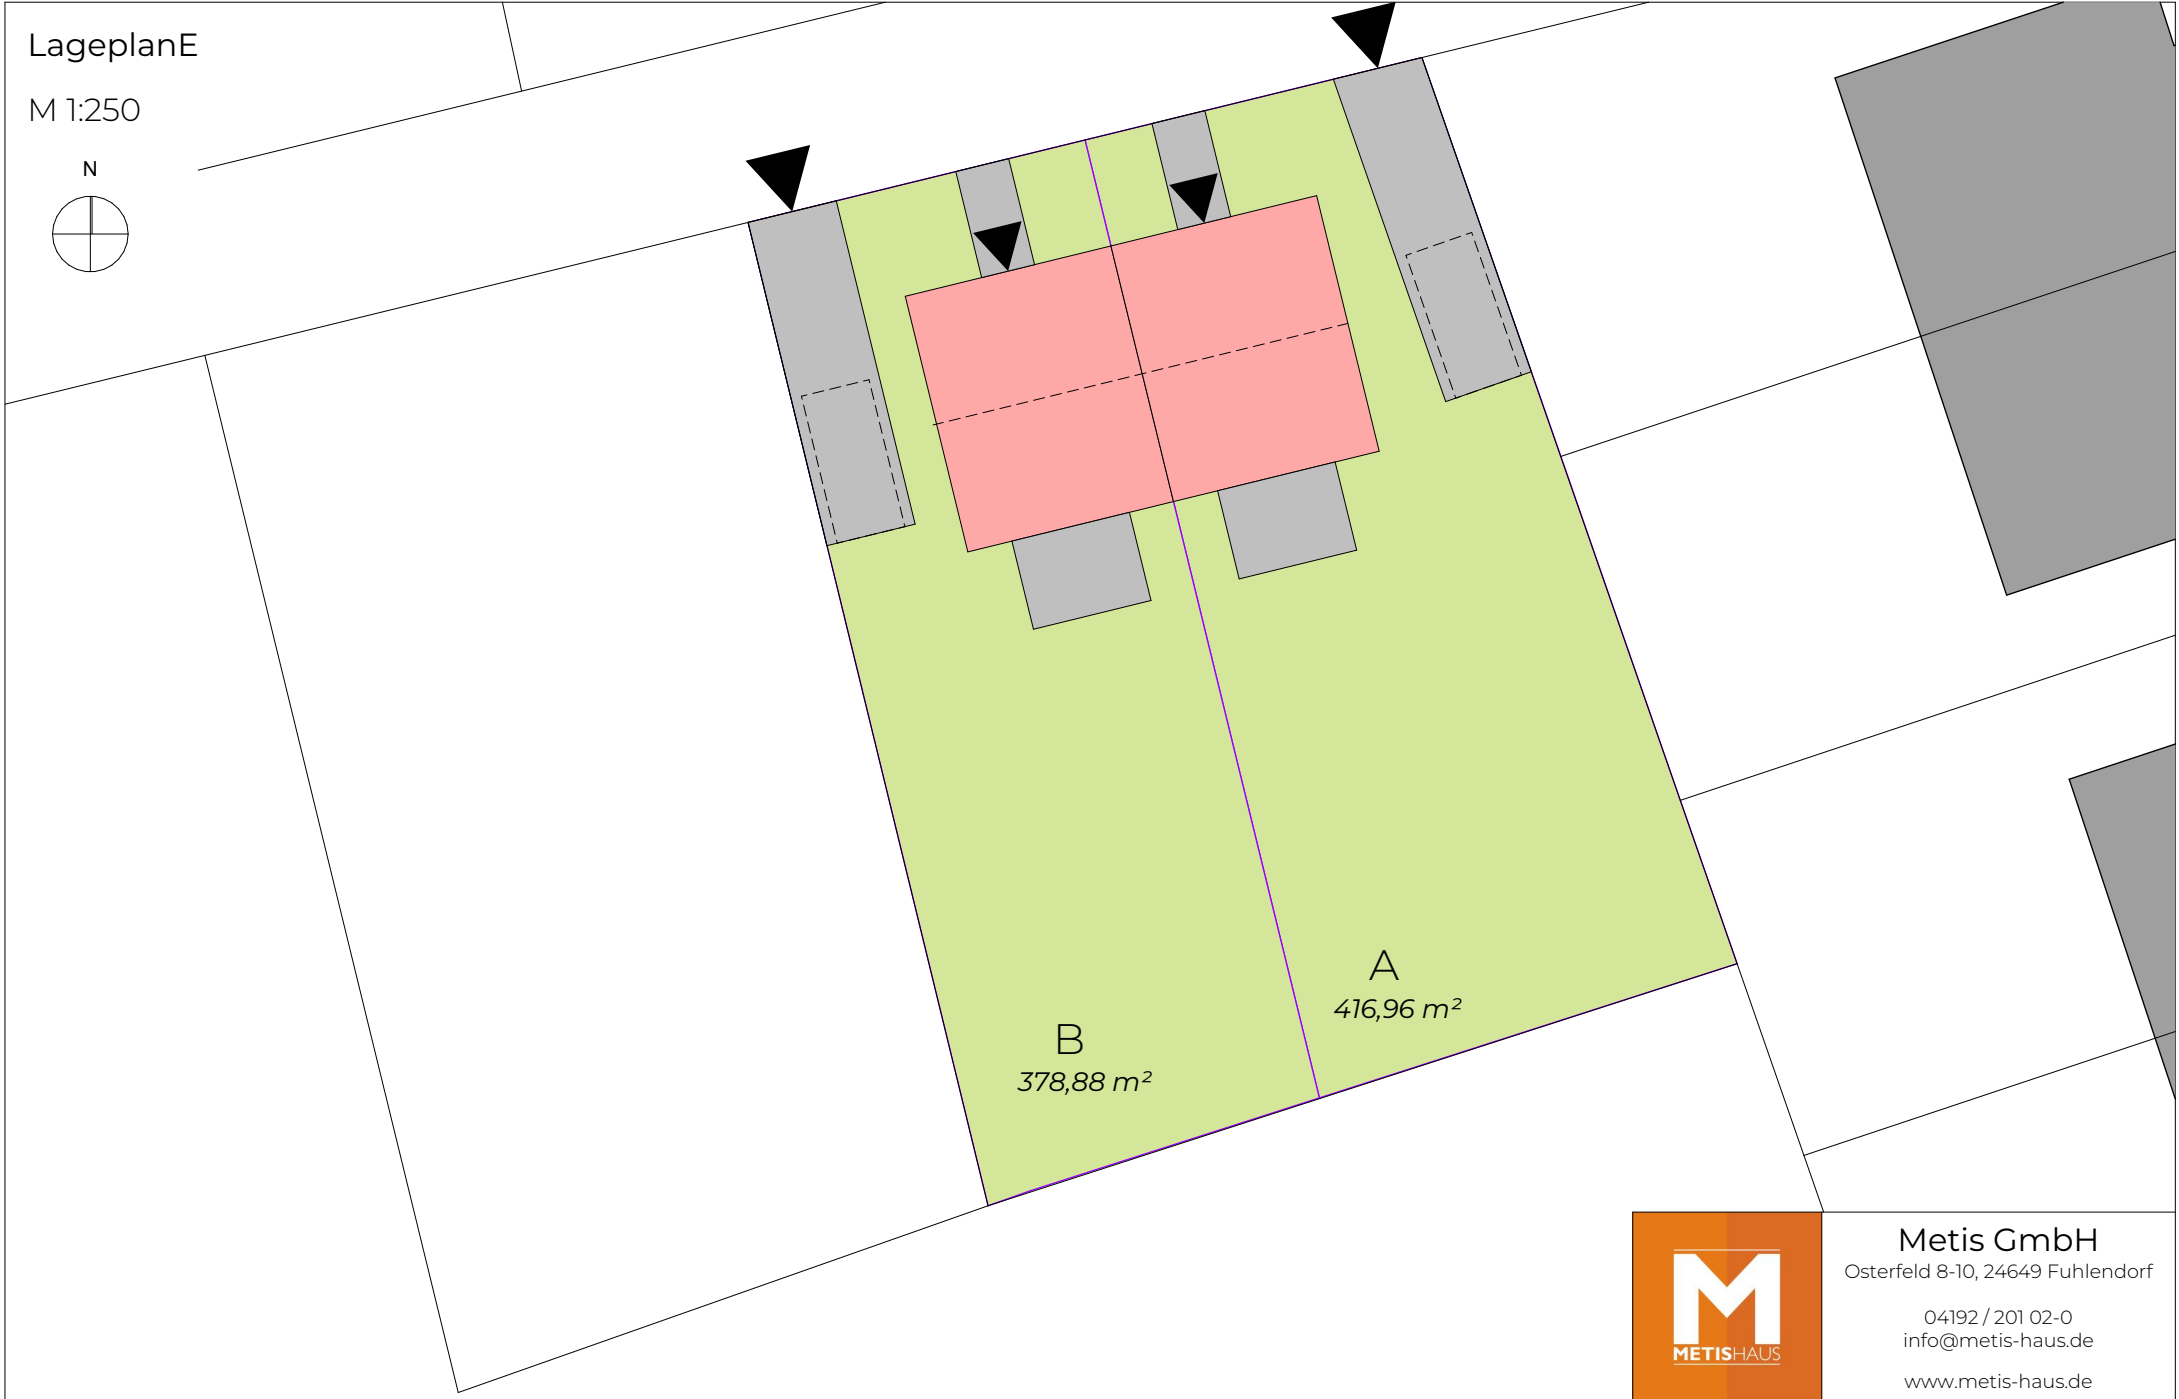 LageplanE
M 1:250
N
A
416,96 m²
B
378,88 m²
METISHAUS
Metis GmbH
Osterfeld 8-10, 24649 Fuhlendorf
04192 / 201 02-0
info@metis-haus.de
www.metis-haus.de